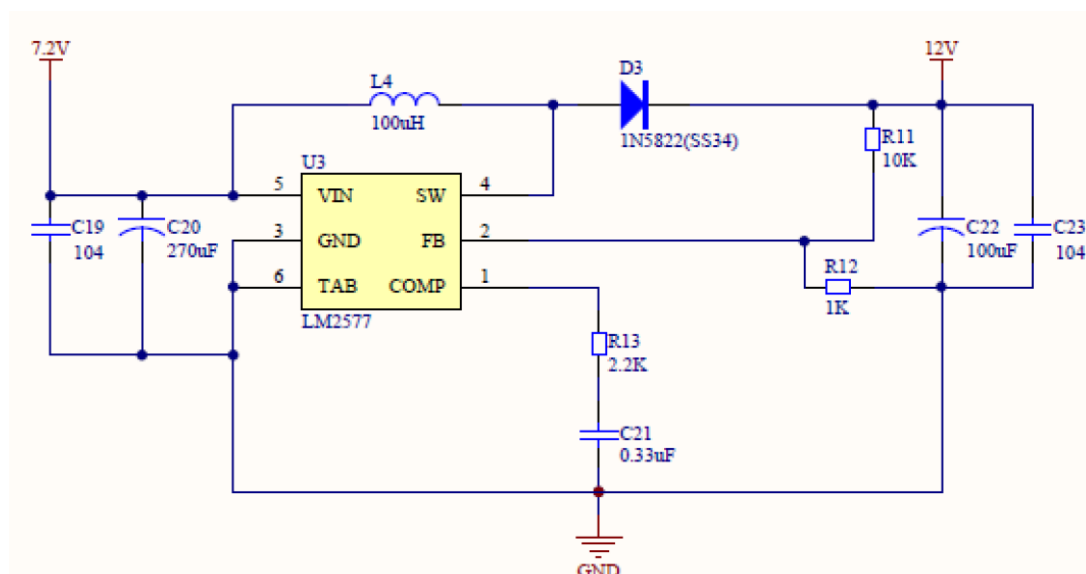 7.2V
12V
L4
100uH
D3
1N5822(SS34)
R11
10K
U3
5
VIN
SW
4
3
GND
FB
2
6
TAB
COMP
1
LM2577
C19
104
C20
270uF
C22
100uF
C23
104
R12
1K
R13
2.2K
C21
0.33uF
GND